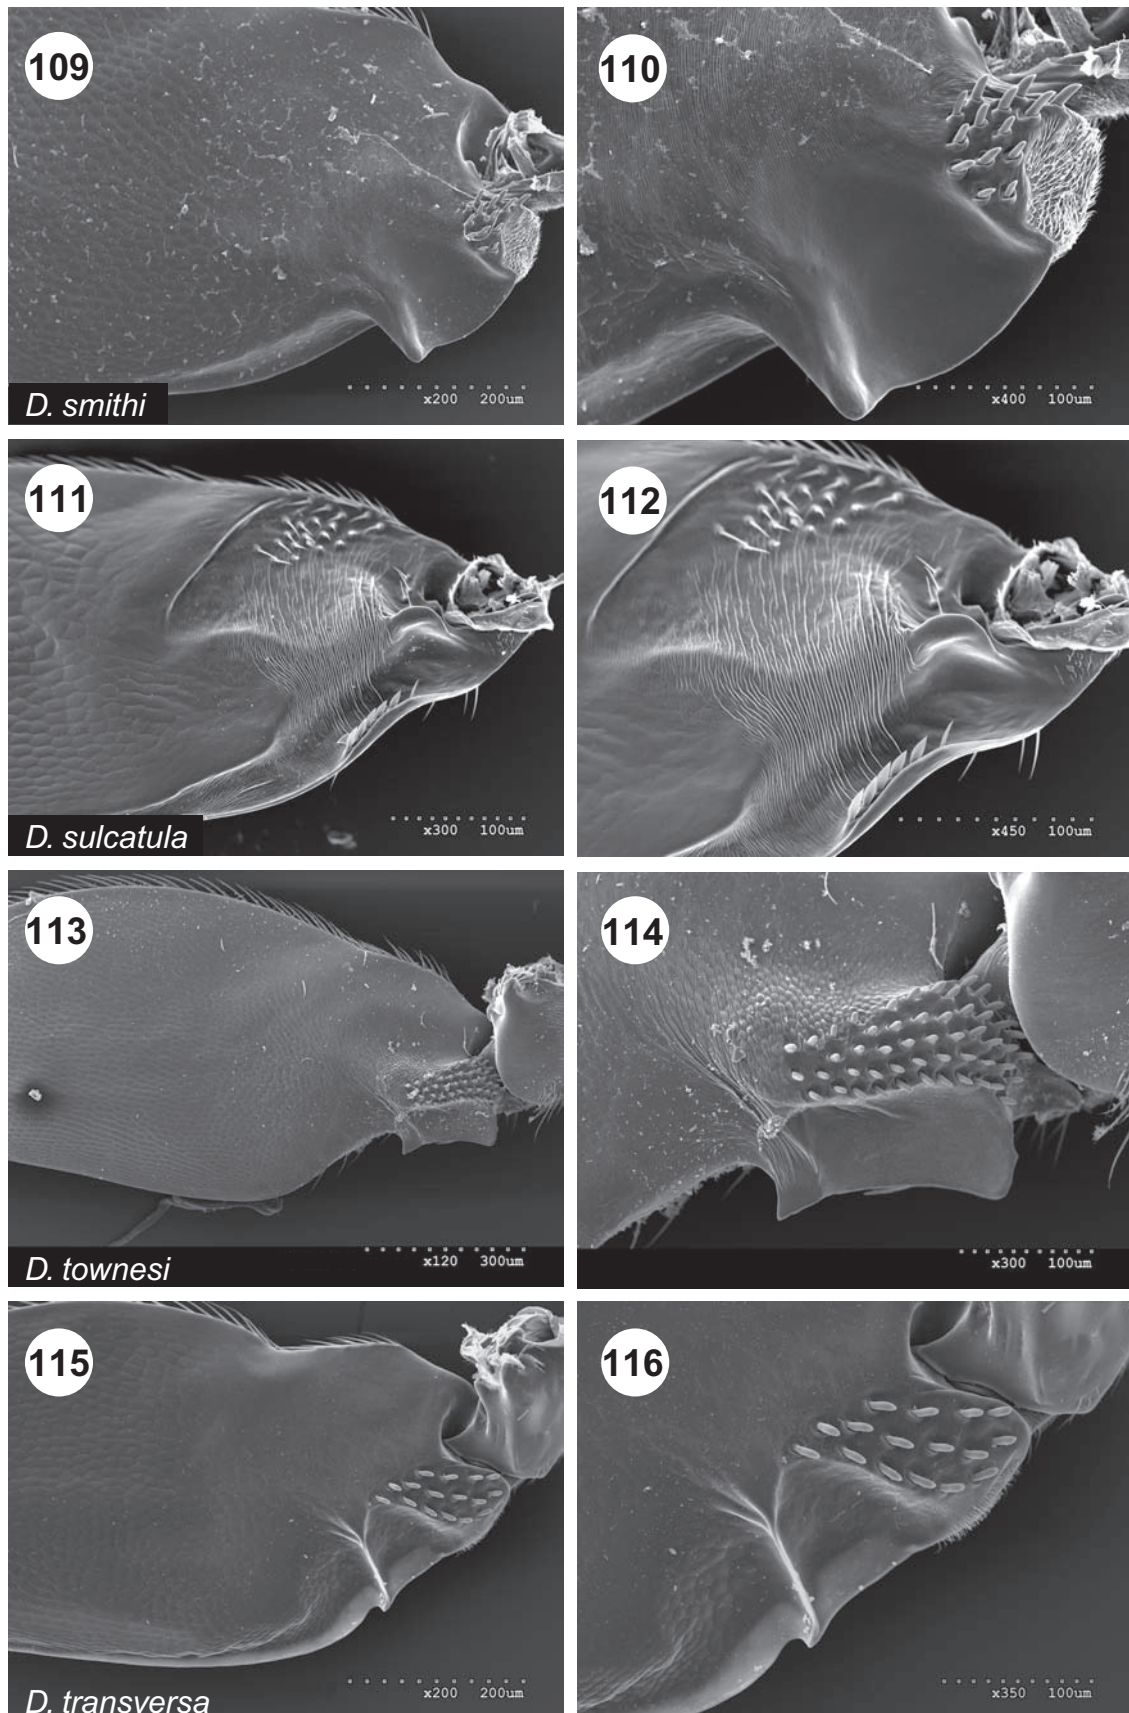 109
110
x200 200um
D. smithi
x400 100um
111
112
x300 100um
D. sulcatula
x450 100um
113
114
x120 300um
D. townesi
x300 100um
115
116
x200 200um
D. transversa
x350 100um